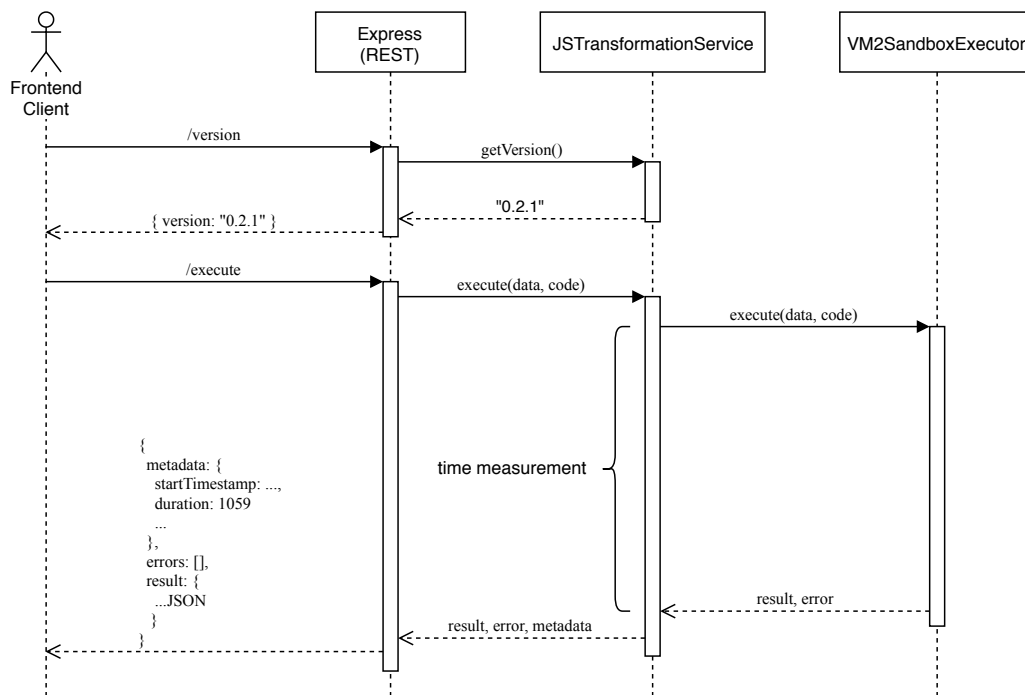 Express
(REST)
JSTransformationService
VM2SandboxExecutor
Frontend
Client
/version
getVersion()
"0.2.1"
{ version: "0.2.1" }
/execute
execute(data, code)
execute(data, code)
time measurement
{
metadata: {
startTimestamp: ...,
duration: 1059
...
},
errors: [],
result: {
...JSON
}
}
result, error
result, error, metadata